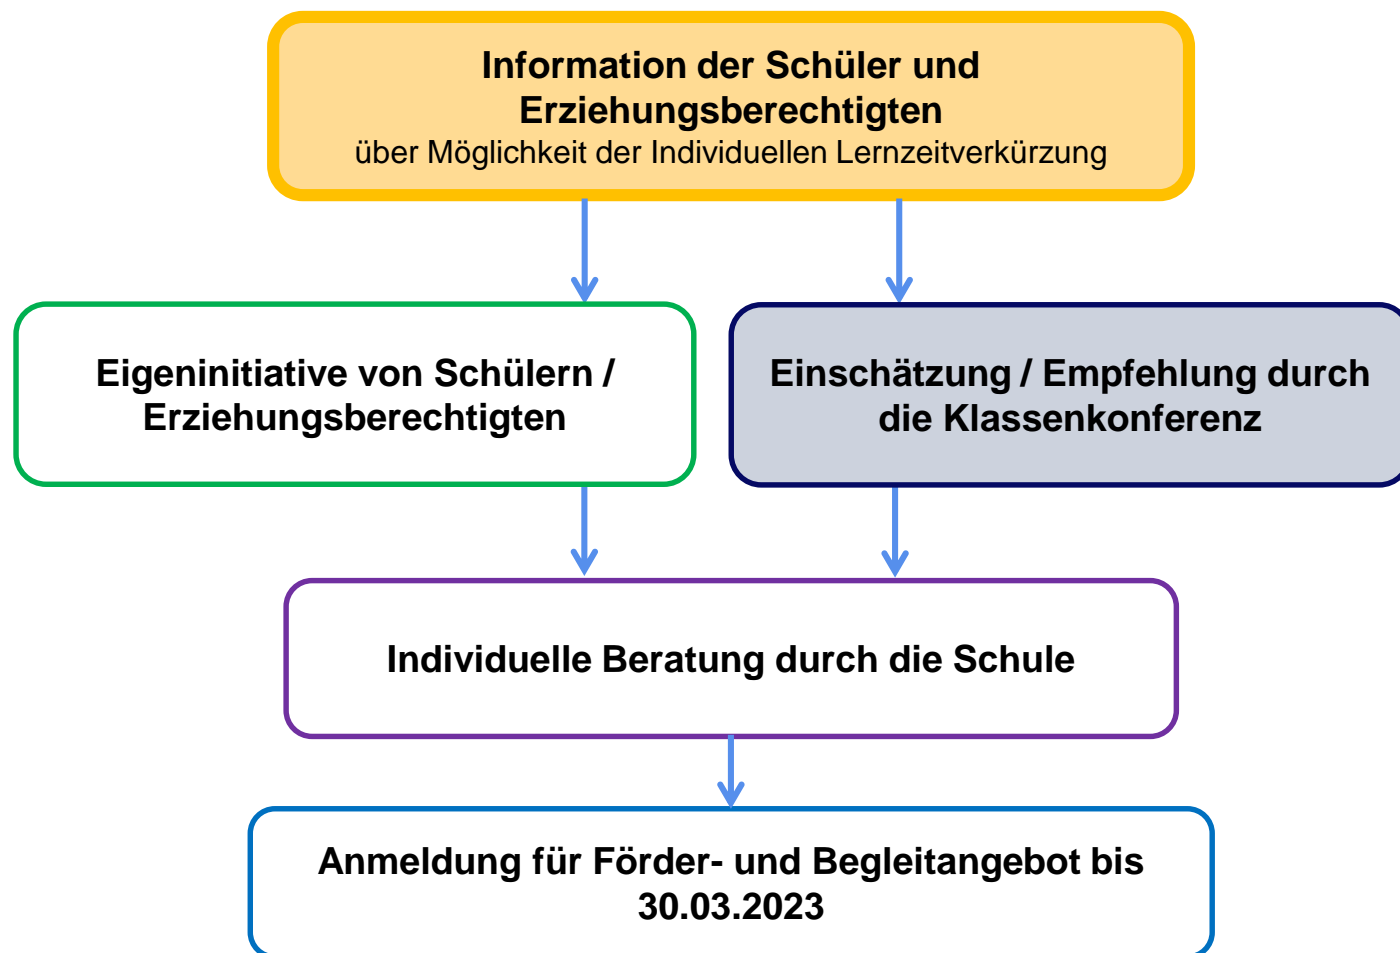 Information der Schüler und
Erziehungsberechtigten
über Möglichkeit der Individuellen Lernzeitverkürzung
Eigeninitiative von Schülern /
Erziehungsberechtigten
Einschätzung / Empfehlung durch
die Klassenkonferenz
Individuelle Beratung durch die Schule
Anmeldung für Förder- und Begleitangebot bis
30.03.2023